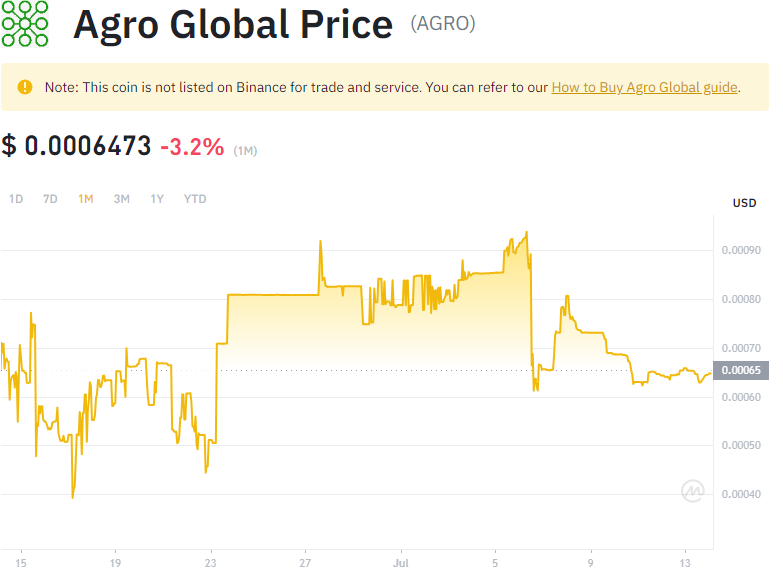 Agro Global Price (AGRO)
Note: This coin is not listed on Binance for trade and service. You can refer to our How to Buy Agro Global guide.
$ 0.0006473 -3.2% (1M)
1D 7D 1M 3M 1Y YTD
USD
0.00090
0.00080
0.00070
0.00065
0.00060
0.00050
0.00040
15 19 23 27 Jul 5 9 13